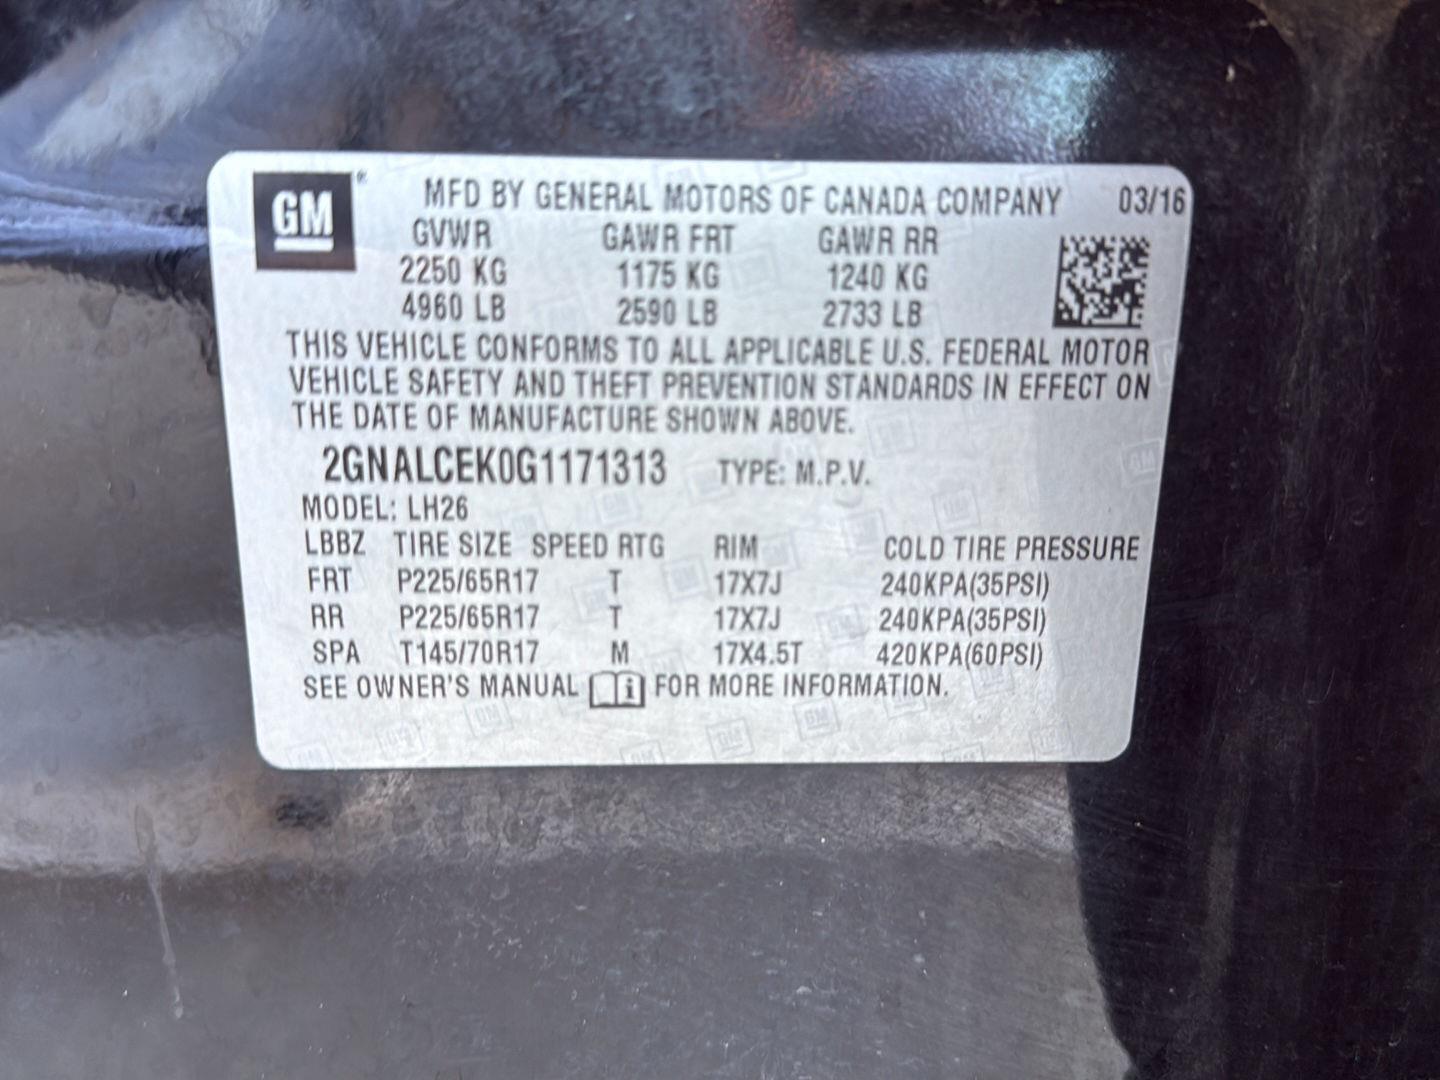 GM® MFD BY GENERAL MOTORS OF CANADA COMPANY 03/16
GVWR GAWR FRT GAWR RR
2250 KG 1175 KG 1240 KG
4960 LB 2590 LB 2733 LB
THIS VEHICLE CONFORMS TO ALL APPLICABLE U.S. FEDERAL MOTOR
VEHICLE SAFETY AND THEFT PREVENTION STANDARDS IN EFFECT ON
THE DATE OF MANUFACTURE SHOWN ABOVE.
2GNALCEK0G1171313 TYPE: M.P.V.
MODEL: LH26
LBBZ TIRE SIZE SPEED RTG RIM COLD TIRE PRESSURE
FRT P225/65R17 T 17X7J 240KPA(35PSI)
RR P225/65R17 T 17X7J 240KPA(35PSI)
SPA T145/70R17 M 17X4.5T 420KPA(60PSI)
SEE OWNER'S MANUAL i FOR MORE INFORMATION.